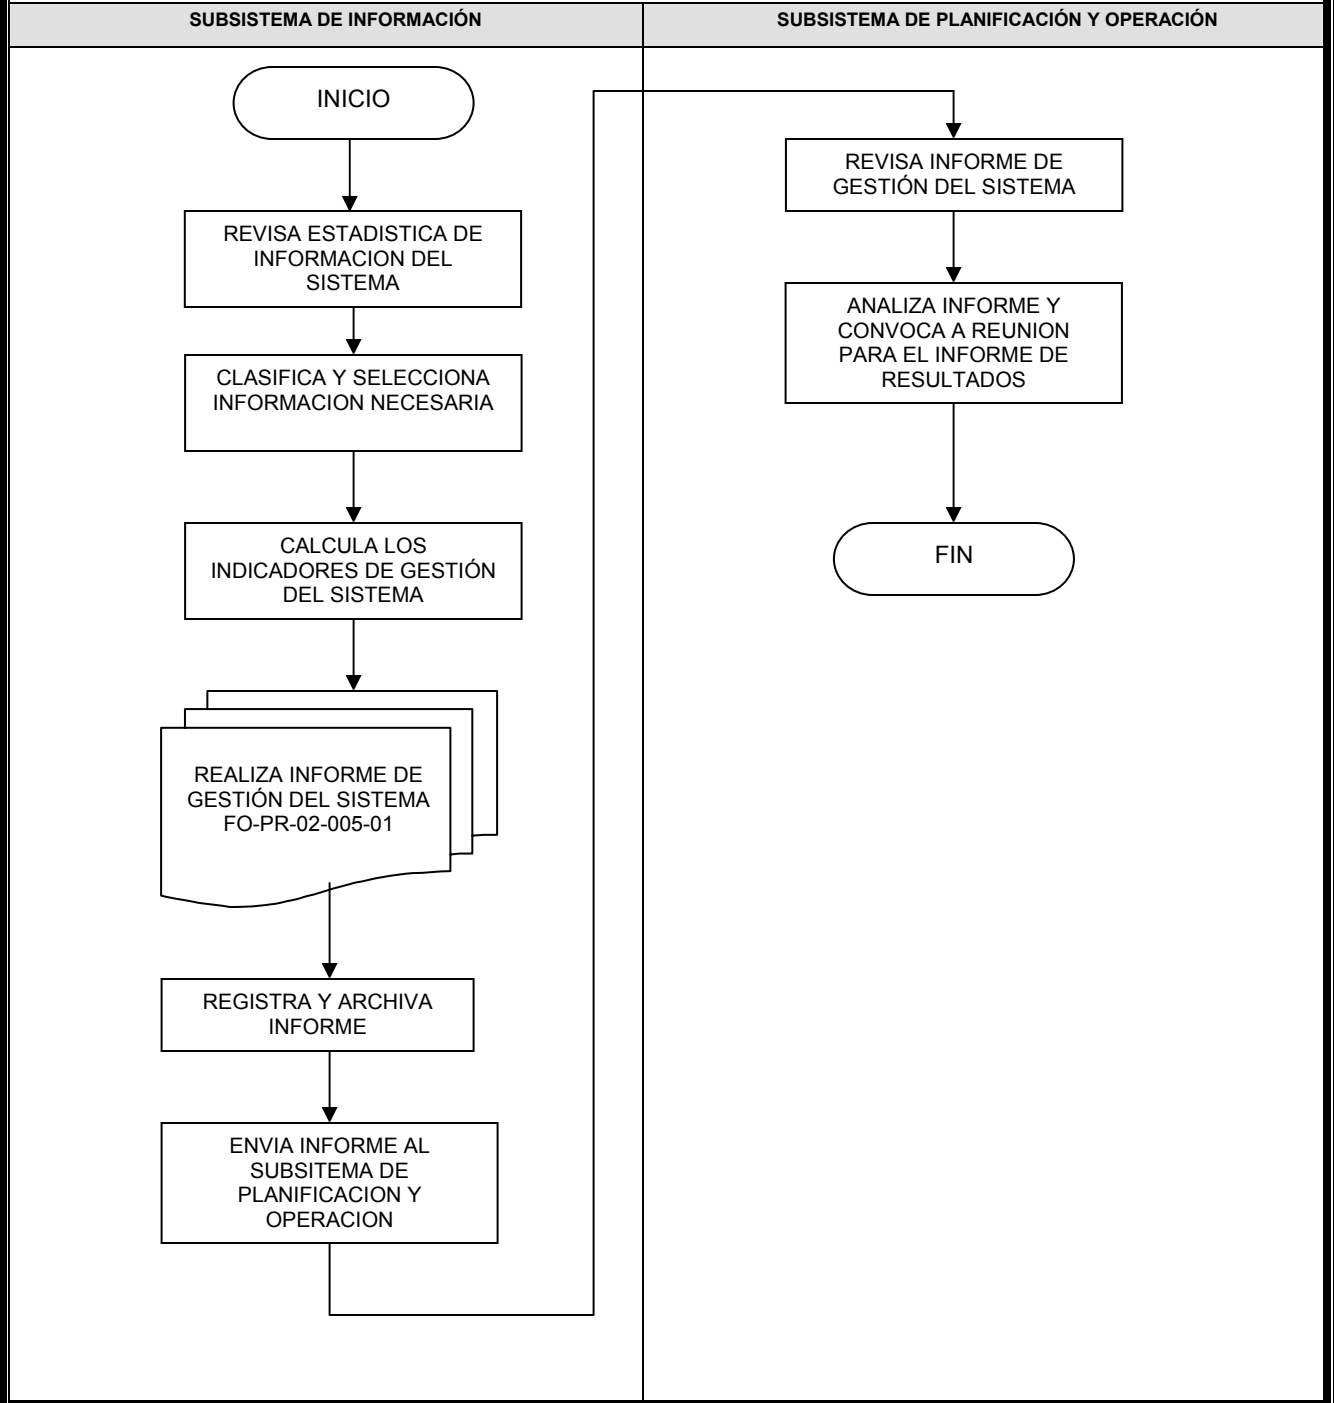 SUBSISTEMA DE INFORMACIÓN
SUBSISTEMA DE PLANIFICACIÓN Y OPERACIÓN
INICIO
REVISA ESTADISTICA DE
INFORMACION DEL
SISTEMA
CLASIFICA Y SELECCIONA
INFORMACION NECESARIA
CALCULA LOS
INDICADORES DE GESTIÓN
DEL SISTEMA
REALIZA INFORME DE
GESTIÓN DEL SISTEMA
FO-PR-02-005-01
REGISTRA Y ARCHIVA
INFORME
ENVIA INFORME AL
SUBSITEMA DE
PLANIFICACION Y
OPERACION
REVISA INFORME DE
GESTIÓN DEL SISTEMA
ANALIZA INFORME Y
CONVOCA A REUNION
PARA EL INFORME DE
RESULTADOS
FIN